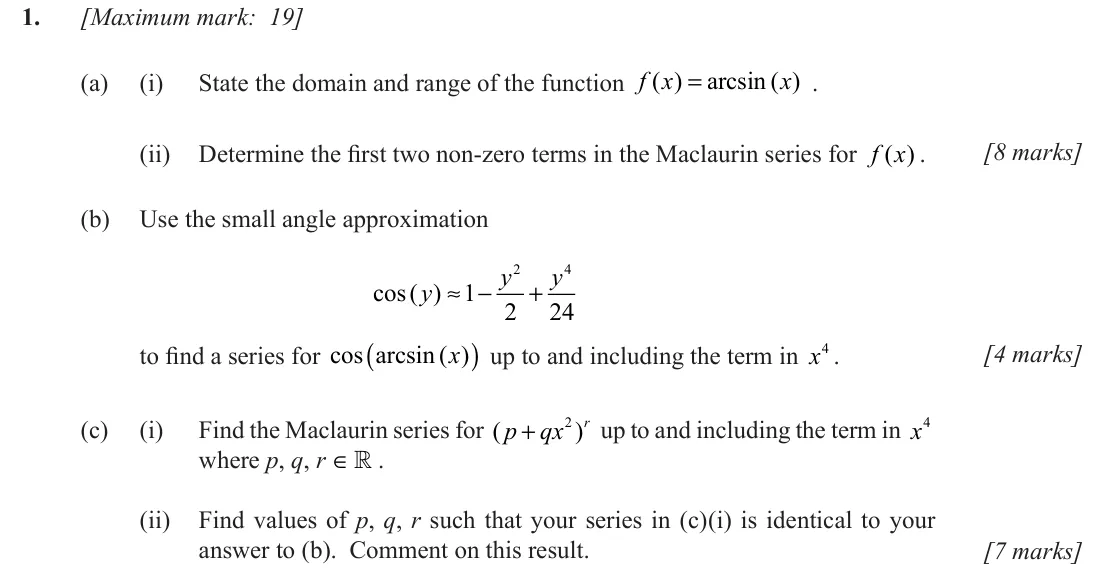 1. [Maximum mark: 19]
(a) (i) State the domain and range of the function f(x) = arcsin(x) .
(ii) Determine the first two non-zero terms in the Maclaurin series for f(x). [8 marks]
(b) Use the small angle approximation
cos(y) ≈ 1 − y²/2 + y⁴/24
to find a series for cos(arcsin(x)) up to and including the term in x⁴. [4 marks]
(c) (i) Find the Maclaurin series for (p + qx²)ʳ up to and including the term in x⁴
where p, q, r ∈ ℝ .
(ii) Find values of p, q, r such that your series in (c)(i) is identical to your
answer to (b). Comment on this result. [7 marks]